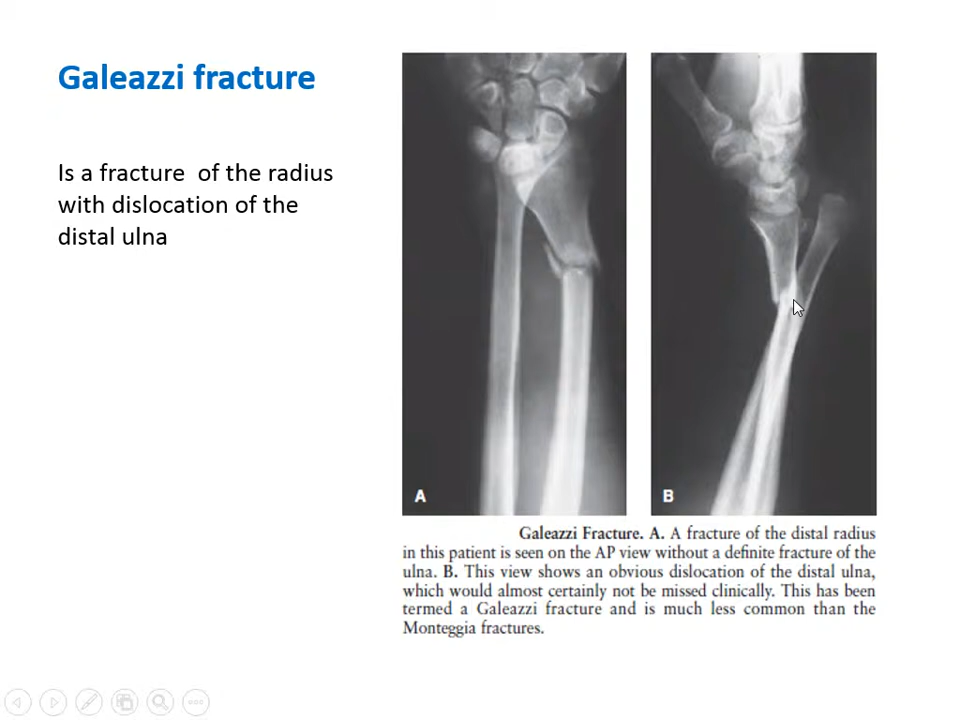 Galeazzi fracture
Is a fracture of the radius
with dislocation of the
distal ulna
A
B
Galeazzi Fracture. A. A fracture of the distal radius
in this patient is seen on the AP view without a definite fracture of the
ulna. B. This view shows an obvious dislocation of the distal ulna,
which would almost certainly not be missed clinically. This has been
termed a Galeazzi fracture and is much less common than the
Monteggia fractures.